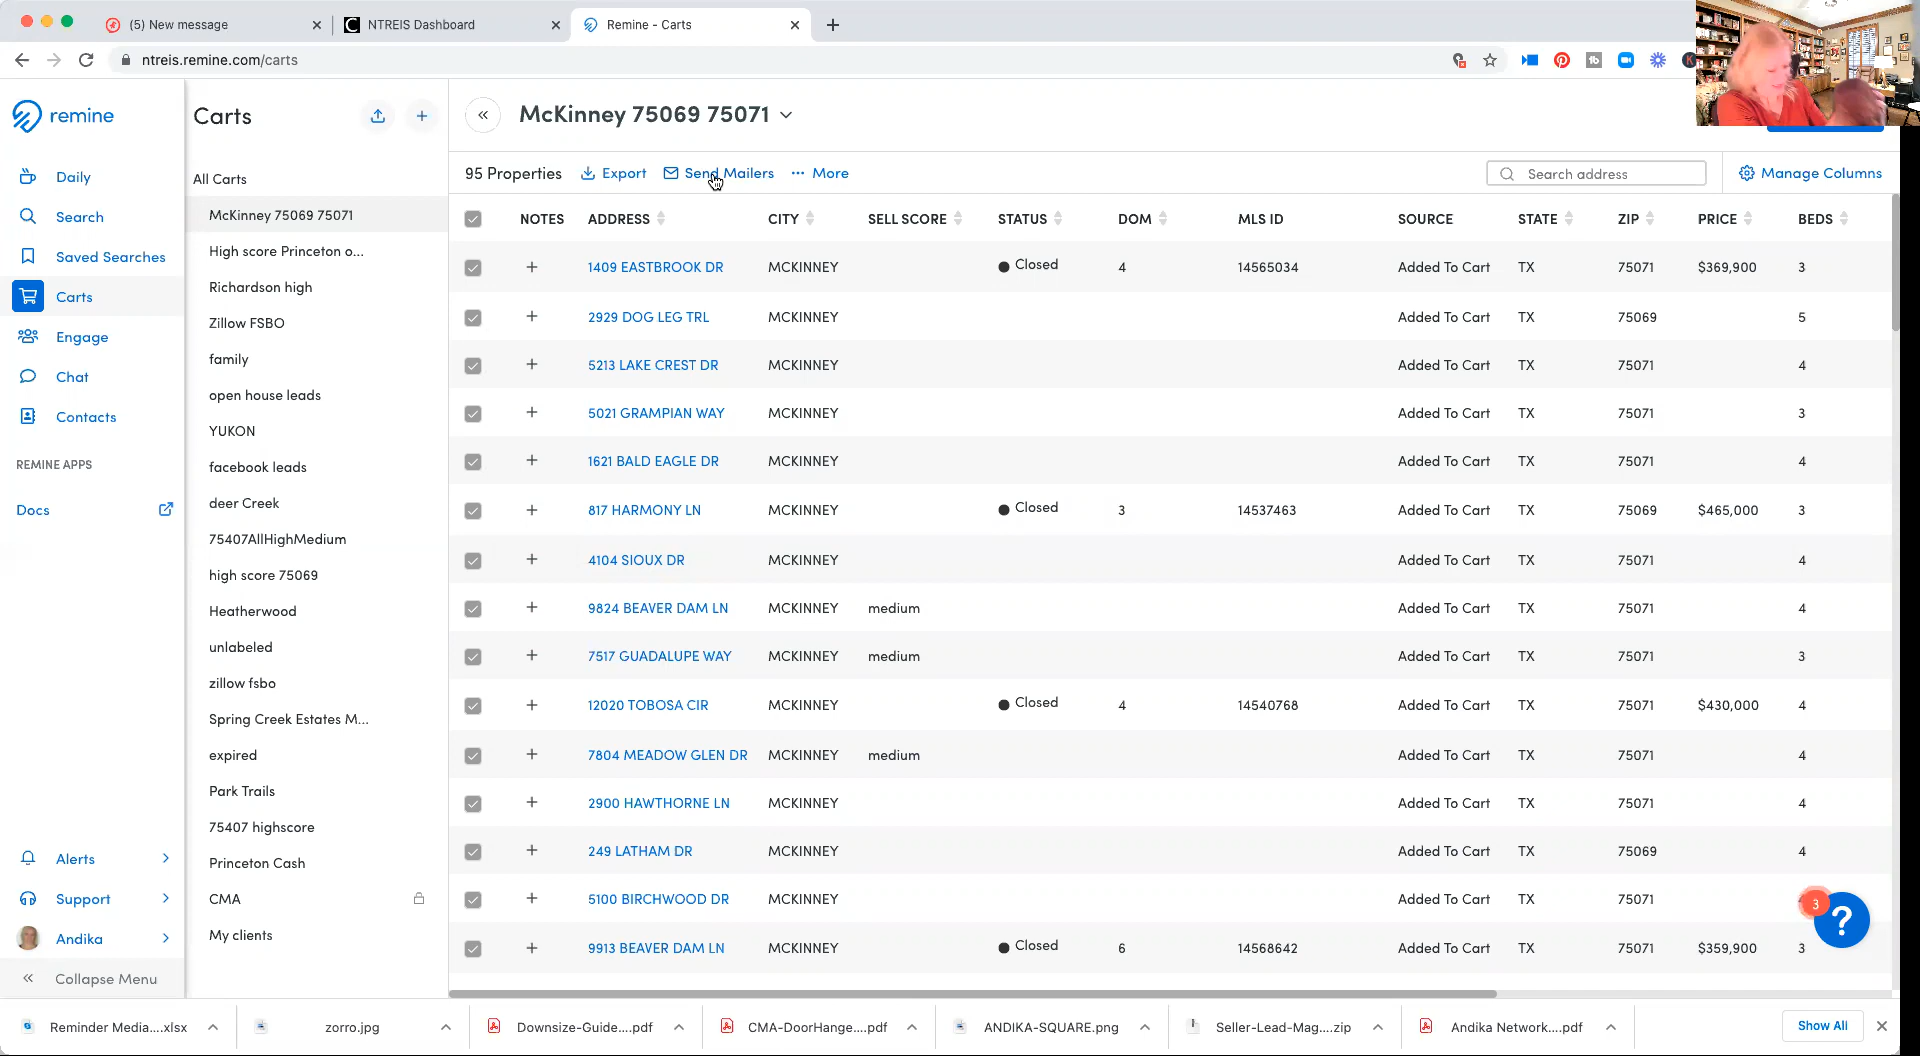 (5) New message
NTREIS Dashboard
Remine - Carts
ntreis.remine.com/carts
remine
Daily
Search
Saved Searches
Carts
Engage
Chat
Contacts
REMINE APPS
Docs
Alerts
Support
Andika
Collapse Menu
Carts
All Carts
McKinney 75069 75071
High score Princeton o...
Richardson high
Zillow FSBO
family
open house leads
YUKON
facebook leads
deer Creek
75407AllHighMedium
high score 75069
Heatherwood
unlabeled
zillow fsbo
Spring Creek Estates M...
expired
Park Trails
75407 highscore
Princeton Cash
CMA
My clients
McKinney 75069 75071
95 Properties Export Send Mailers More Search address Manage Columns
NOTES ADDRESS CITY SELL SCORE STATUS DOM MLS ID SOURCE STATE ZIP PRICE BEDS
1409 EASTBROOK DR MCKINNEY Closed 4 14565034 Added To Cart TX 75071 $369,900 3
2929 DOG LEG TRL MCKINNEY Added To Cart TX 75069 5
5213 LAKE CREST DR MCKINNEY Added To Cart TX 75071 4
5021 GRAMPIAN WAY MCKINNEY Added To Cart TX 75071 3
1621 BALD EAGLE DR MCKINNEY Added To Cart TX 75071 4
817 HARMONY LN MCKINNEY Closed 3 14537463 Added To Cart TX 75069 $465,000 3
4104 SIOUX DR MCKINNEY Added To Cart TX 75071 4
9824 BEAVER DAM LN MCKINNEY medium Added To Cart TX 75071 4
7517 GUADALUPE WAY MCKINNEY medium Added To Cart TX 75071 3
12020 TOBOSA CIR MCKINNEY Closed 4 14540768 Added To Cart TX 75071 $430,000 4
7804 MEADOW GLEN DR MCKINNEY medium Added To Cart TX 75071 4
2900 HAWTHORNE LN MCKINNEY Added To Cart TX 75071 4
249 LATHAM DR MCKINNEY Added To Cart TX 75069 4
5100 BIRCHWOOD DR MCKINNEY Added To Cart TX 75071
9913 BEAVER DAM LN MCKINNEY Closed 6 14568642 Added To Cart TX 75071 $359,900 3
3
?
Reminder Media....xlsx
zorro.jpg
Downsize-Guide....pdf
CMA-DoorHange....pdf
ANDIKA-SQUARE.png
Seller-Lead-Mag....zip
Andika Network....pdf
Show All